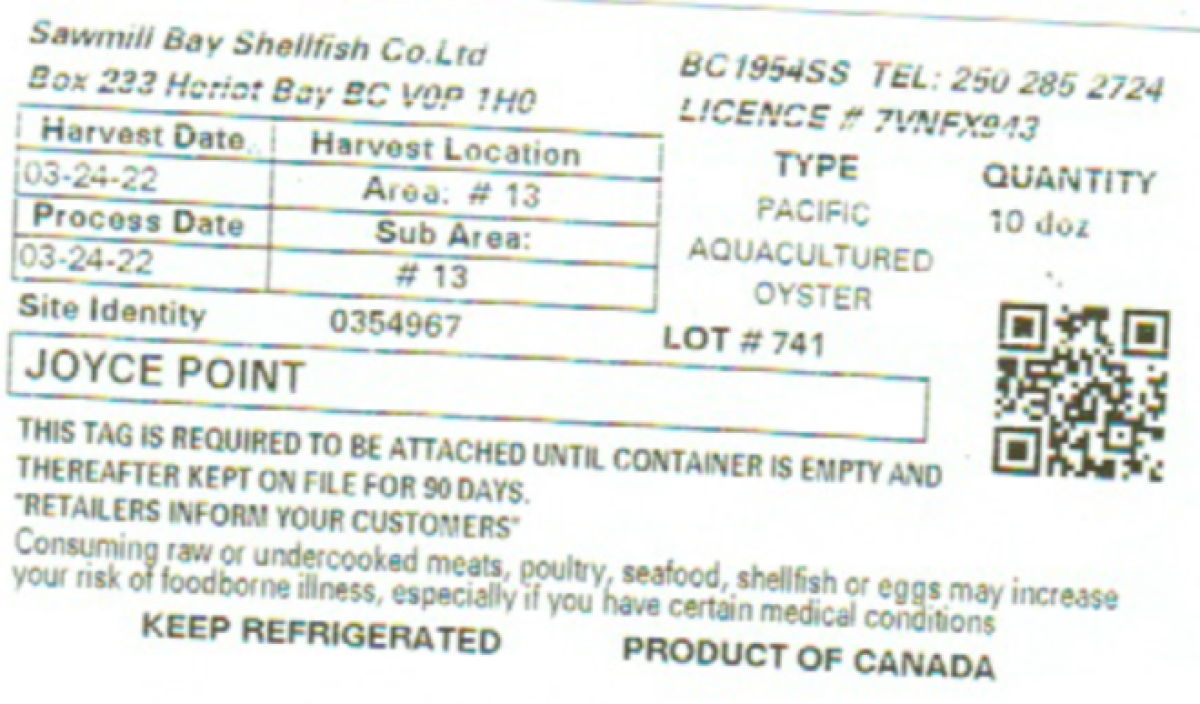 Sawmill Bay Shellfish Co.Ltd
Box 233 Heriot Bay BC V0P 1H0
BC1954SS TEL: 250 285 2724
LICENCE # 7VNFX943
Harvest Date
Harvest Location
03-24-22
Area: # 13
Process Date
Sub Area:
03-24-22
# 13
Site Identity 0354967
TYPE
PACIFIC
AQUACULTURED
OYSTER
QUANTITY
10 doz
LOT # 741
JOYCE POINT
THIS TAG IS REQUIRED TO BE ATTACHED UNTIL CONTAINER IS EMPTY AND
THEREAFTER KEPT ON FILE FOR 90 DAYS.
"RETAILERS INFORM YOUR CUSTOMERS"
Consuming raw or undercooked meats, poultry, seafood, shellfish or eggs may increase
your risk of foodborne illness, especially if you have certain medical conditions
KEEP REFRIGERATED PRODUCT OF CANADA